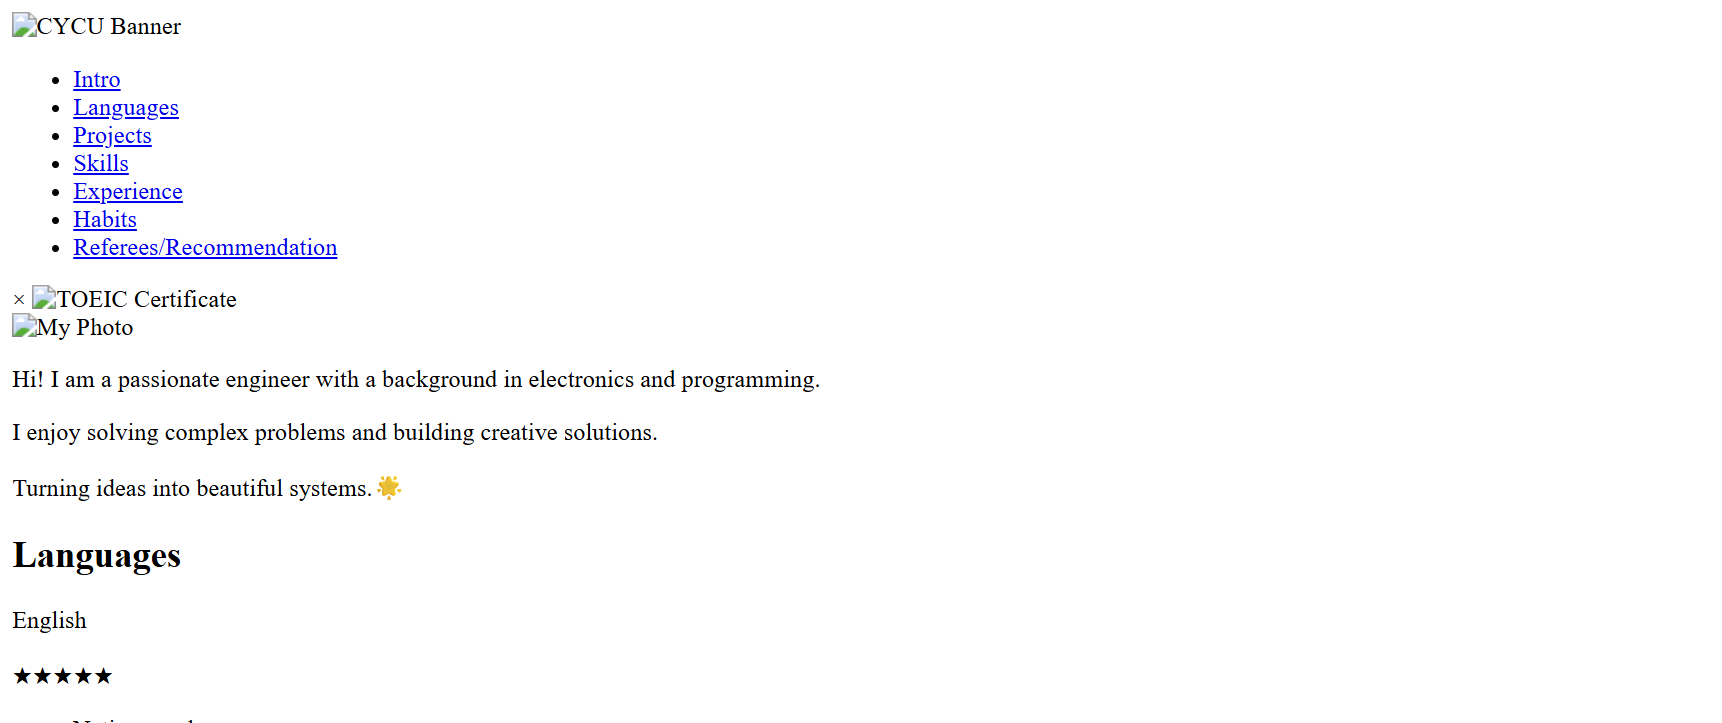 CYCU Banner
Intro
Languages
Projects
Skills
Experience
Habits
Referees/Recommendation
× TOEIC Certificate
My Photo
Hi! I am a passionate engineer with a background in electronics and programming.
I enjoy solving complex problems and building creative solutions.
Turning ideas into beautiful systems. 🌟
Languages
English
★★★★★